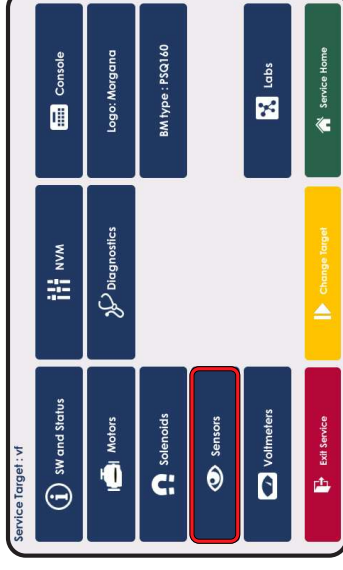 Service Target : vf
SW and Status
NVM
Console
Motors
Diagnostics
Logo: Morgana
Solenoids
BM type : PSQ160
Sensors
Voltmeters
Labs
Exit Service
Change Target
Service Home